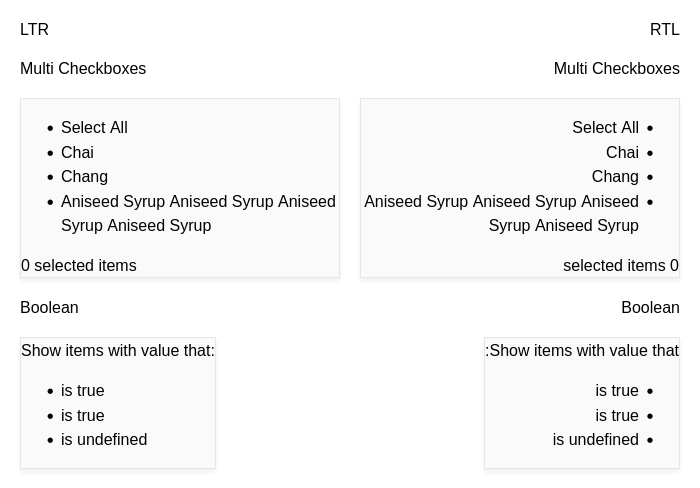 LTR
Multi Checkboxes
• Select All
• Chai
• Chang
• Aniseed Syrup Aniseed Syrup Aniseed
Syrup Aniseed Syrup
0 selected items
Boolean
Show items with value that:
• is true
• is true
• is undefined
RTL
Multi Checkboxes
Select All •
Chai •
Chang •
Aniseed Syrup Aniseed Syrup Aniseed •
Syrup Aniseed Syrup
selected items 0
Boolean
:Show items with value that
is true •
is true •
is undefined •